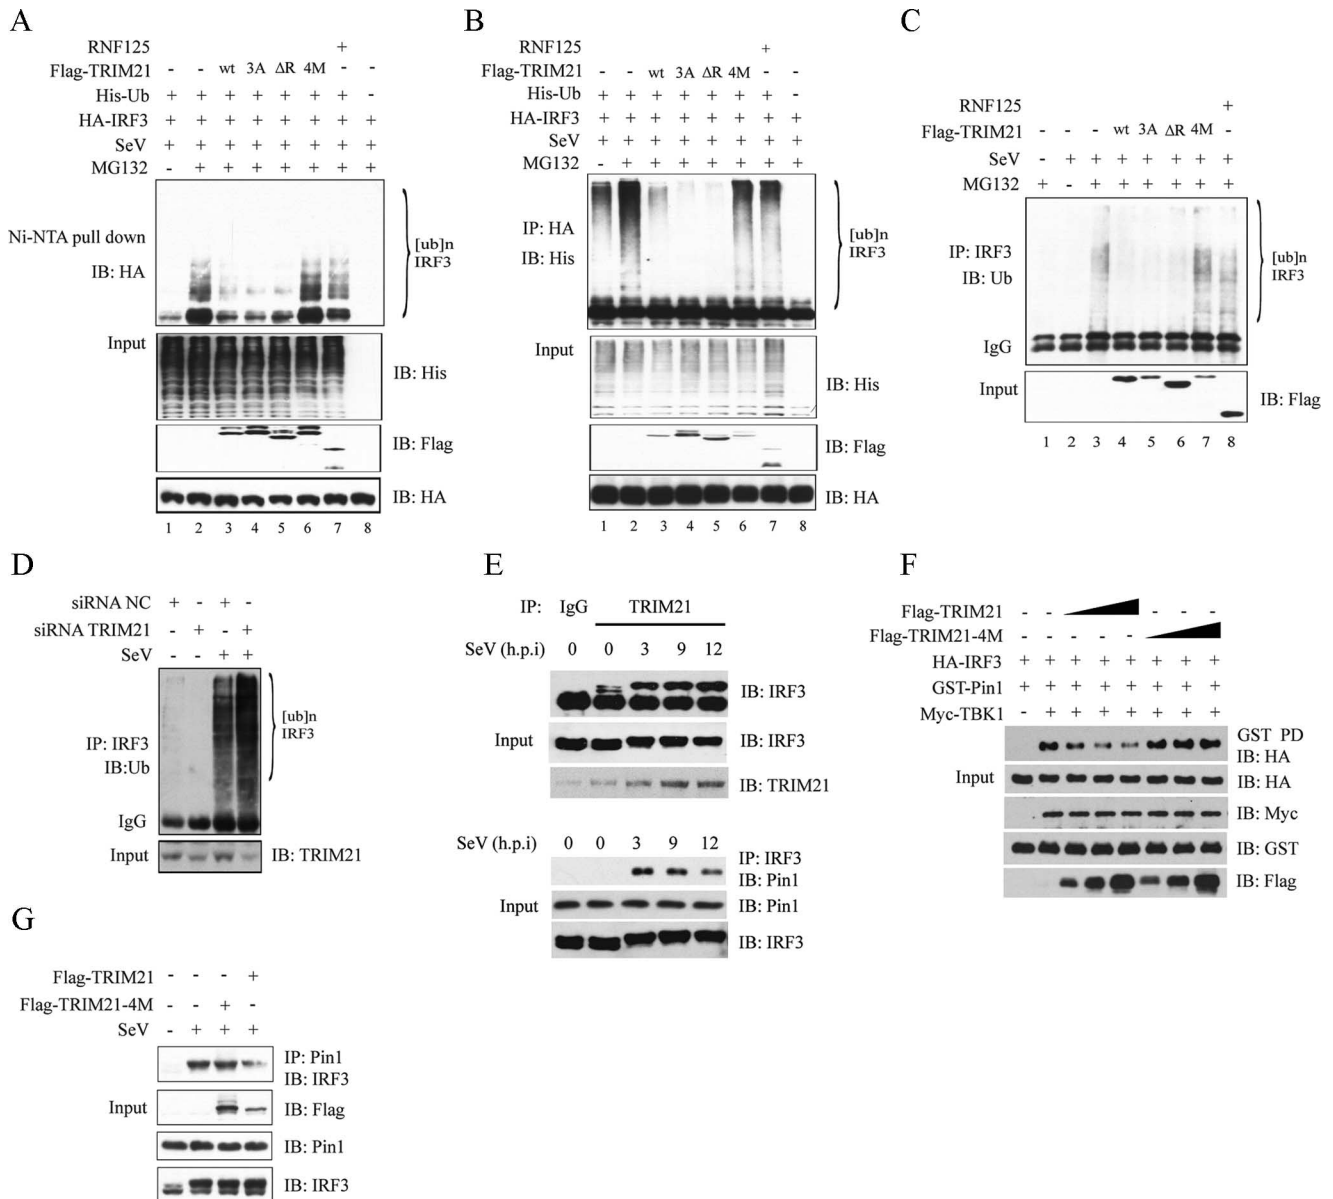 A
RNF125 +
Flag-TRIM21 - - wt 3A ΔR 4M - -
His-Ub + + + + + + + -
HA-IRF3 + + + + + + + +
SeV + + + + + + + +
MG132 - + + + + + + +
Ni-NTA pull down
IB: HA
[ub]n
IRF3
Input
IB: His
IB: Flag
IB: HA
1 2 3 4 5 6 7 8
B
RNF125 +
Flag-TRIM21 - - wt 3A ΔR 4M - -
His-Ub + + + + + + + -
HA-IRF3 + + + + + + + +
SeV + + + + + + + +
MG132 - + + + + + + +
IP: HA
IB: His
[ub]n
IRF3
Input
IB: His
IB: Flag
IB: HA
1 2 3 4 5 6 7 8
C
RNF125 +
Flag-TRIM21 - - - wt 3A ΔR 4M -
SeV - + + + + + + +
MG132 + - + + + + + +
IP: IRF3
IB: Ub
[ub]n
IRF3
IgG
Input
IB: Flag
1 2 3 4 5 6 7 8
D
siRNA NC + - + -
siRNA TRIM21 - + - +
SeV - - + +
IP: IRF3
IB:Ub
[ub]n
IRF3
IgG
Input IB: TRIM21
E
IP: IgG TRIM21
SeV (h.p.i) 0 0 3 9 12
IB: IRF3
Input IB: IRF3
IB: TRIM21
SeV (h.p.i) 0 0 3 9 12
IP: IRF3
IB: Pin1
Input IB: Pin1
IB: IRF3
F
Flag-TRIM21 - - - - -
Flag-TRIM21-4M - - - - -
HA-IRF3 + + + + + + + +
GST-Pin1 + + + + + + + +
Myc-TBK1 - + + + + + + +
GST PD
IB: HA
Input IB: HA
IB: Myc
IB: GST
IB: Flag
G
Flag-TRIM21 - - - +
Flag-TRIM21-4M - - + -
SeV - + + +
IP: Pin1
IB: IRF3
Input IB: Flag
IB: Pin1
IB: IRF3